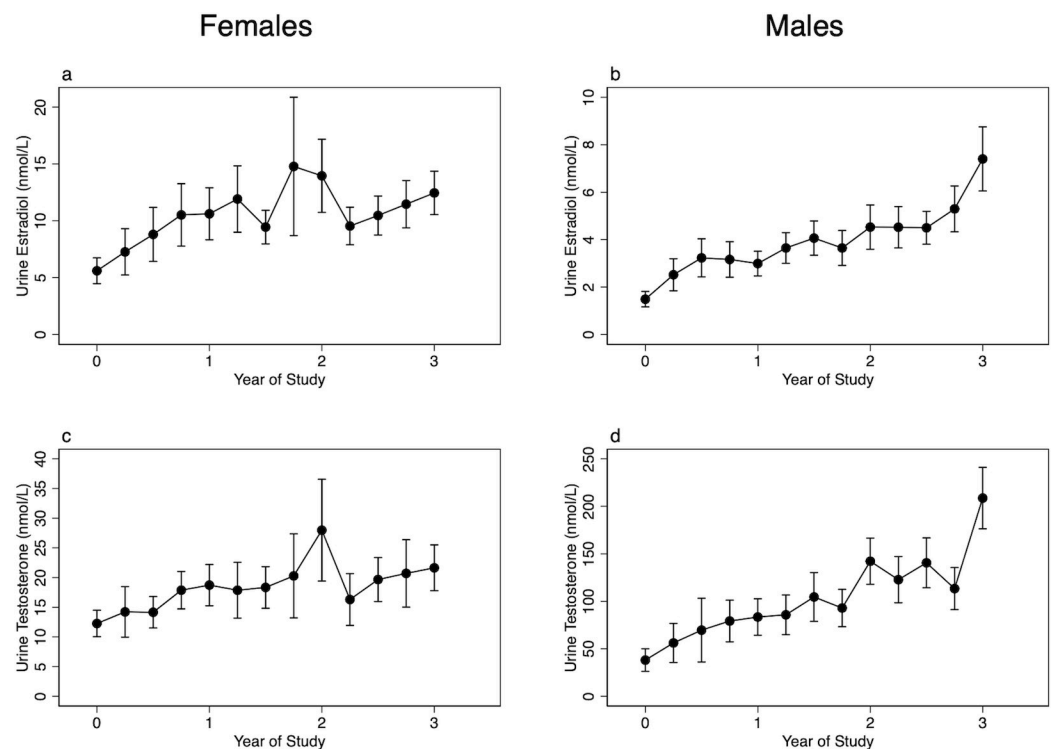 Females
Males
a
Urine Estradiol (nmol/L)
20
15
10
5
0
0 1 2 3
Year of Study
b
Urine Estradiol (nmol/L)
10
8
6
4
2
0
0 1 2 3
Year of Study
c
Urine Testosterone (nmol/L)
40
35
30
25
20
15
10
5
0
0 1 2 3
Year of Study
d
Urine Testosterone (nmol/L)
250
200
150
100
50
0
0 1 2 3
Year of Study